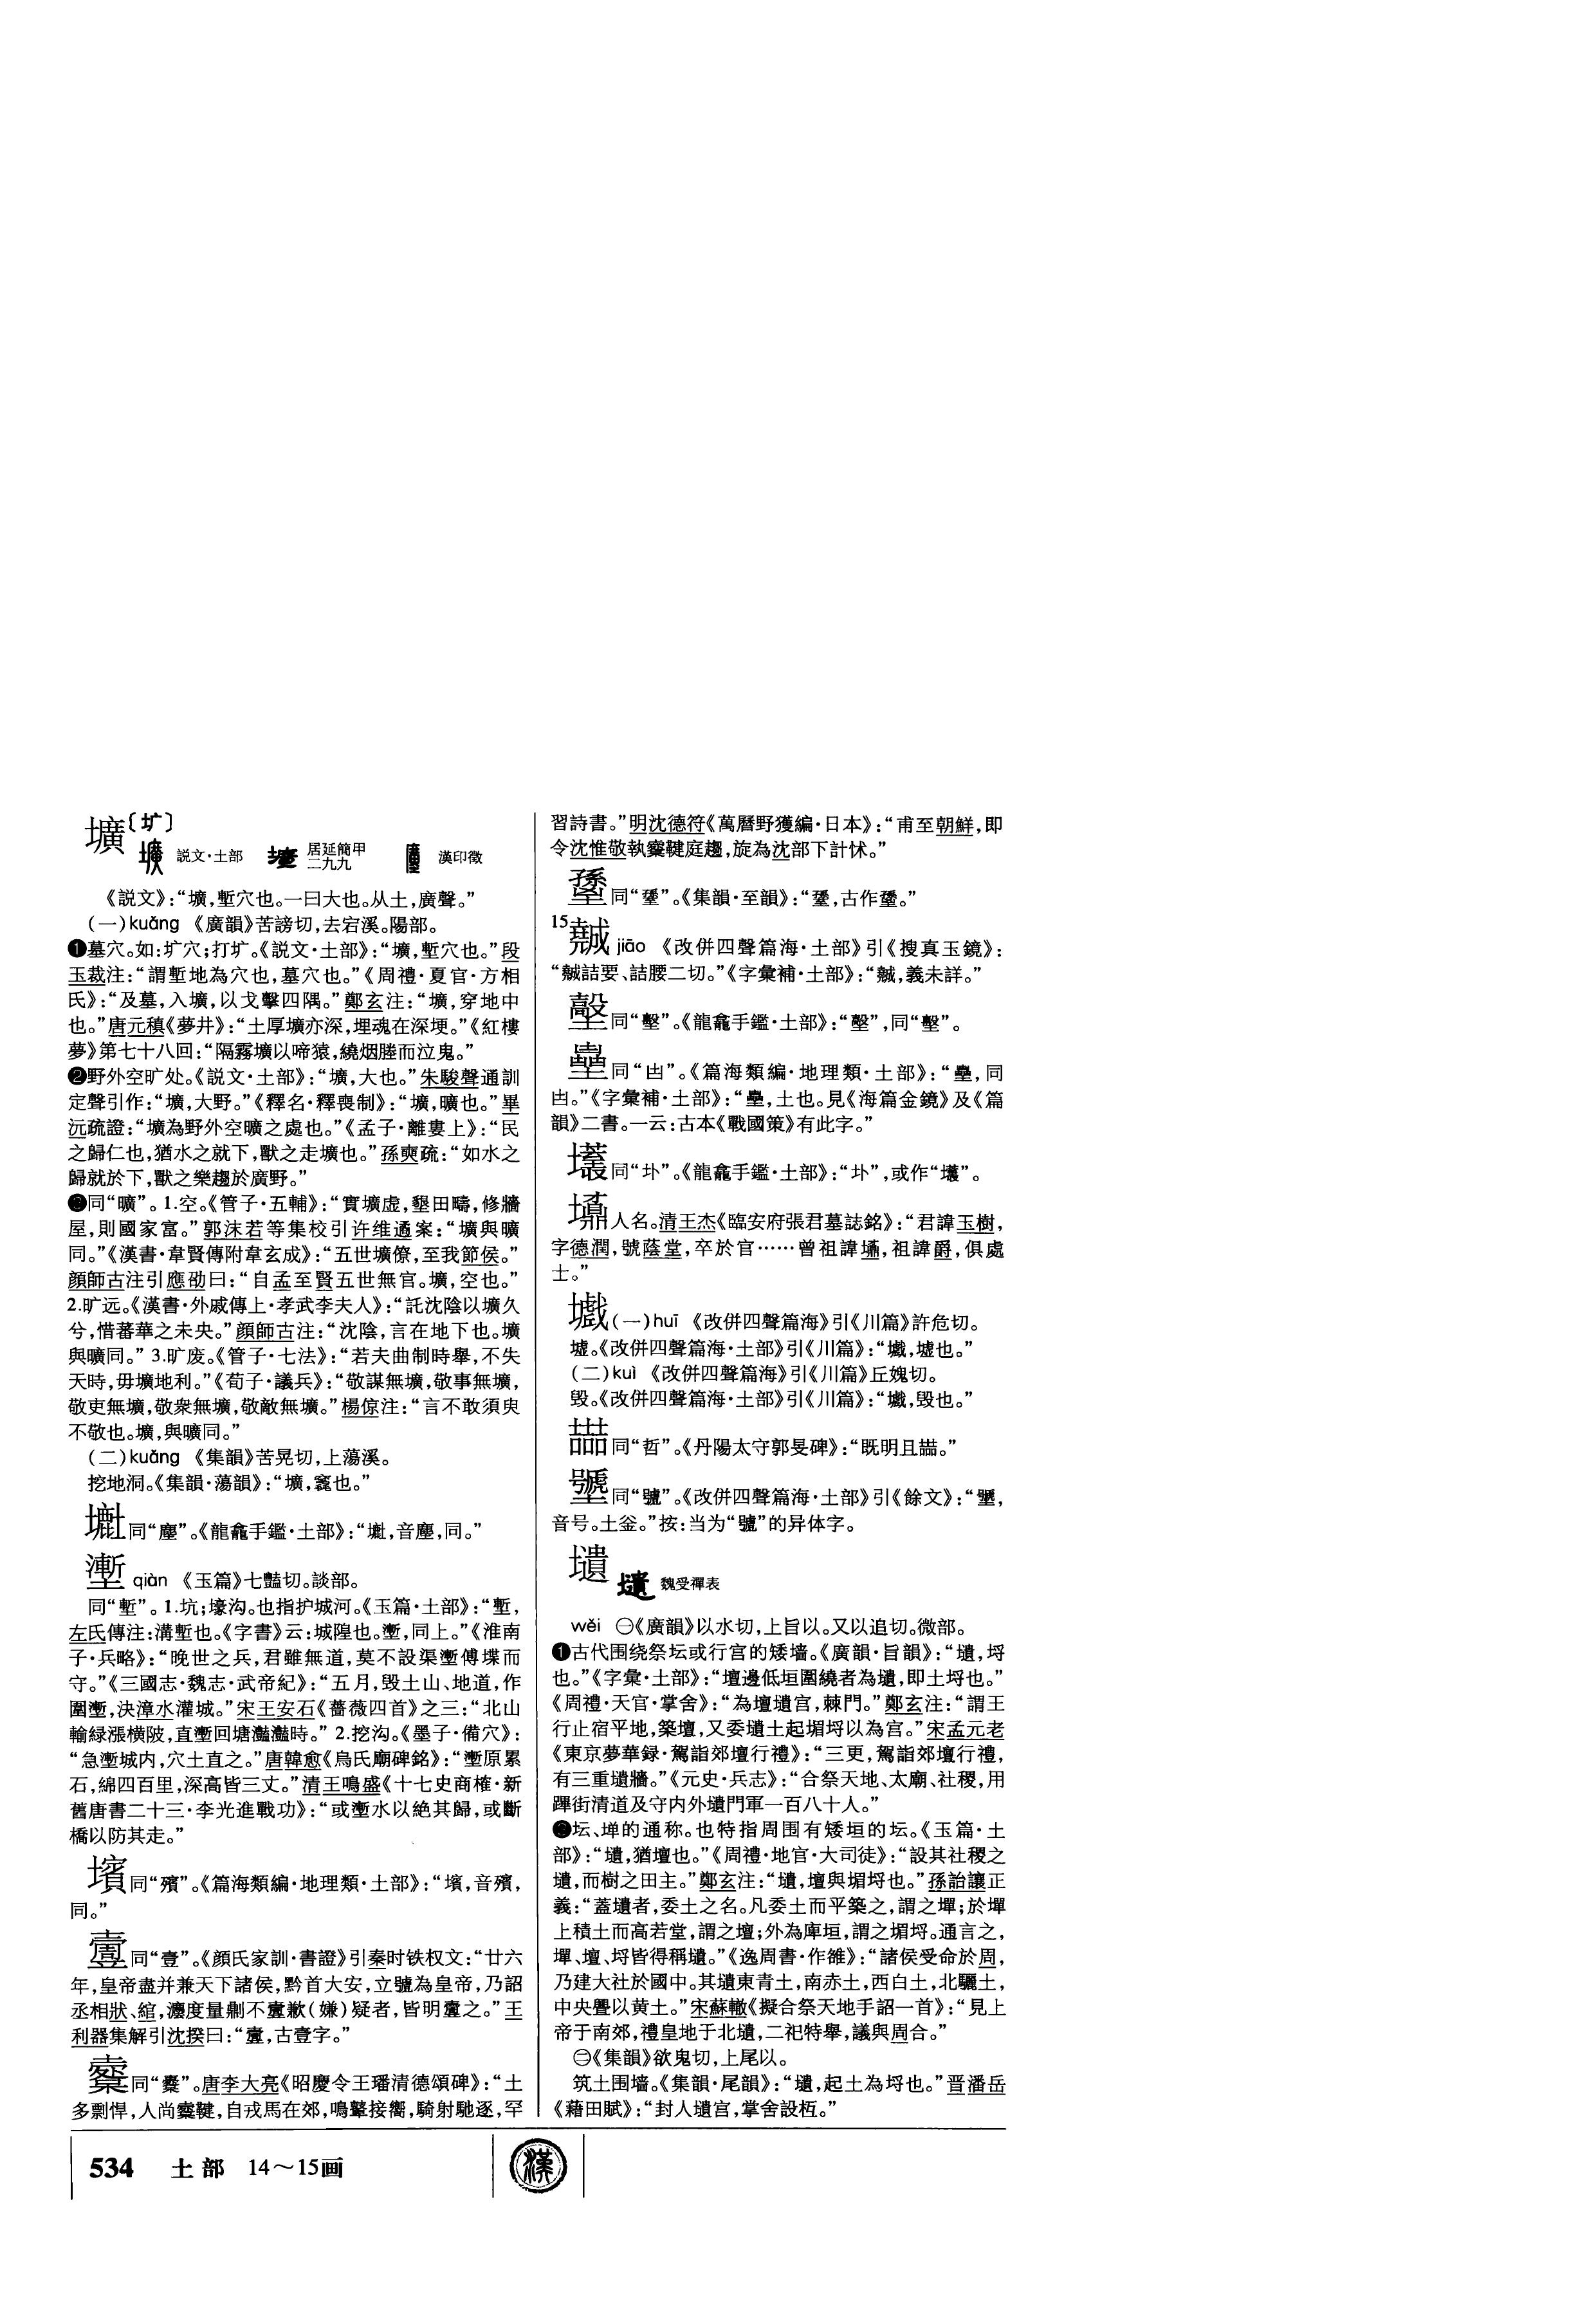 壙〔圹〕
説文·土部 居延簡甲二九九 漢印徵
《説文》：“壙，塹穴也。一曰大也。从土，廣聲。”
(一)kuǎng 《廣韻》苦謗切，去宕溪。陽部。
❶墓穴。如：圹穴；打圹。《説文·土部》：“壙，塹穴也。”段
玉裁注：“謂塹地為穴也，墓穴也。”《周禮·夏官·方相
氏》：“及墓，入壙，以戈擊四隅。”鄭玄注：“壙，穿地中
也。”唐元稹《夢井》：“土厚壙亦深，埋魂在深埂。”《紅樓
夢》第七十八回：“隔霧壙以啼猿，繞烟塍而泣鬼。”
❷野外空旷处。《説文·土部》：“壙，大也。”朱駿聲通訓
定聲引作：“壙，大野。”《釋名·釋喪制》：“壙，曠也。”畢
沅疏證：“壙為野外空曠之處也。”《孟子·離婁上》：“民
之歸仁也，猶水之就下，獸之走壙也。”孫奭疏：“如水之
歸就於下，獸之樂趨於廣野。”
❸同“曠”。1.空。《管子·五輔》：“實壙虚，墾田疇，修牆
屋，則國家富。”郭沫若等集校引许维遹案：“壙與曠
同。”《漢書·韋賢傳附韋玄成》：“五世壙僚，至我節侯。”
顔師古注引應劭曰：“自孟至賢五世無官。壙，空也。”
2.旷远。《漢書·外戚傳上·孝武李夫人》：“託沈陰以壙久
兮，惜蕃華之未央。”顔師古注：“沈陰，言在地下也。壙
與曠同。” 3.旷废。《管子·七法》：“若夫曲制時舉，不失
天時，毋壙地利。”《荀子·議兵》：“敬謀無壙，敬事無壙，
敬吏無壙，敬衆無壙，敬敵無壙。”楊倞注：“言不敢須臾
不敬也。壙，與曠同。”
(二)kuǎng 《集韻》苦晃切，上蕩溪。
挖地洞。《集韻·蕩韻》：“壙，竁也。”
同“塵”。《龍龕手鑑·土部》：“，音塵，同。”
壍 qiàn 《玉篇》七豔切。談部。
同“塹”。1.坑；壕沟。也指护城河。《玉篇·土部》：“塹，
左氏傳注：溝塹也。《字書》云：城隍也。壍，同上。”《淮南
子·兵略》：“晚世之兵，君雖無道，莫不設渠壍傅堞而
守。”《三國志·魏志·武帝紀》：“五月，毁土山、地道，作
圍壍，決漳水灌城。”宋王安石《薔薇四首》之三：“北山
輸緑漲横陂，直壍回塘灩灩時。” 2.挖沟。《墨子·備穴》：
“急壍城内，穴土直之。”唐韓愈《烏氏廟碑銘》：“壍原累
石，綿四百里，深高皆三丈。”清王鳴盛《十七史商榷·新
舊唐書二十三·李光進戰功》：“或壍水以絶其歸，或斷
橋以防其走。”
壔同“殯”。《篇海類編·地理類·土部》：“，音殯，
同。”
同“壹”。《顔氏家訓·書證》引秦时铁权文：“廿六
年，皇帝盡并兼天下諸侯，黔首大安，立號為皇帝，乃詔
丞相狀、綰，灋度量𠟭不歉（嫌）疑者，皆明之。”王
利器集解引沈揆曰：“，古壹字。”
同“櫜”。唐李大亮《昭慶令王璠清德頌碑》：“土
多剽悍，人尚鞬，自戎馬在郊，鳴鼙接嚮，騎射馳逐，罕
習詩書。”明沈德符《萬曆野獲編·日本》：“甫至朝鮮，即
令沈惟敬執鞬庭趨，旋為沈部下計怵。”
同“”。《集韻·至韻》：“，古作。”
15
jiāo 《改併四聲篇海·土部》引《搜真玉鏡》：
“詰要、詰腰二切。”《字彙補·土部》：“，義未詳。”
同“墼”。《龍龕手鑑·土部》：“”，同“墼”。
同“凷”。《篇海類編·地理類·土部》：“，同
凷。”《字彙補·土部》：“，土也。見《海篇金鏡》及《篇
韻》二書。一云：古本《戰國策》有此字。”
同“圤”。《龍龕手鑑·土部》：“圤”，或作“”。
人名。清王杰《臨安府張君墓誌銘》：“君諱玉樹，
字德潤，號蔭堂，卒於官……曾祖諱，祖諱爵，俱處
士。”
(一)huī 《改併四聲篇海》引《川篇》許危切。
墟。《改併四聲篇海·土部》引《川篇》：“，墟也。”
(二)kuì 《改併四聲篇海》引《川篇》丘媿切。
毁。《改併四聲篇海·土部》引《川篇》：“，毁也。”
同“哲”。《丹陽太守郭旻碑》：“既明且。”
同“號”。《改併四聲篇海·土部》引《餘文》：“，
音号。土釜。”按：当为“號”的异体字。
壝 魏受禪表
wěi ㊀《廣韻》以水切，上旨以。又以追切。微部。
❶古代围绕祭坛或行宫的矮墙。《廣韻·旨韻》：“壝，埒
也。”《字彙·土部》：“壇邊低垣圍繞者為壝，即土埒也。”
《周禮·天官·掌舍》：“為壇壝宫，棘門。”鄭玄注：“謂王
行止宿平地，築壇，又委壝土起堳埒以為宫。”宋孟元老
《東京夢華録·駕詣郊壇行禮》：“三更，駕詣郊壇行禮，
有三重壝牆。”《元史·兵志》：“合祭天地、太廟、社稷，用
蹕街清道及守内外壝門軍一百八十人。”
❷坛、墠的通称。也特指周围有矮垣的坛。《玉篇·土
部》：“壝，猶壇也。”《周禮·地官·大司徒》：“設其社稷之
壝，而樹之田主。”鄭玄注：“壝，壇與堳埒也。”孫詒讓正
義：“蓋壝者，委土之名。凡委土而平築之，謂之墠；於墠
上積土而高若堂，謂之壇；外為庳垣，謂之堳埒。通言之，
墠、壇、埒皆得稱壝。”《逸周書·作雒》：“諸侯受命於周，
乃建大社於國中。其壝東青土，南赤土，西白土，北驪土，
中央舋以黄土。”宋蘇轍《擬合祭天地手詔一首》：“見上
帝于南郊，禮皇地于北壝，二祀特舉，議與周合。”
㊁《集韻》欲鬼切，上尾以。
筑土围墙。《集韻·尾韻》：“壝，起土為埒也。”晋潘岳
《藉田賦》：“封人壝宫，掌舍設枑。”
534 土部 14～15画
漢